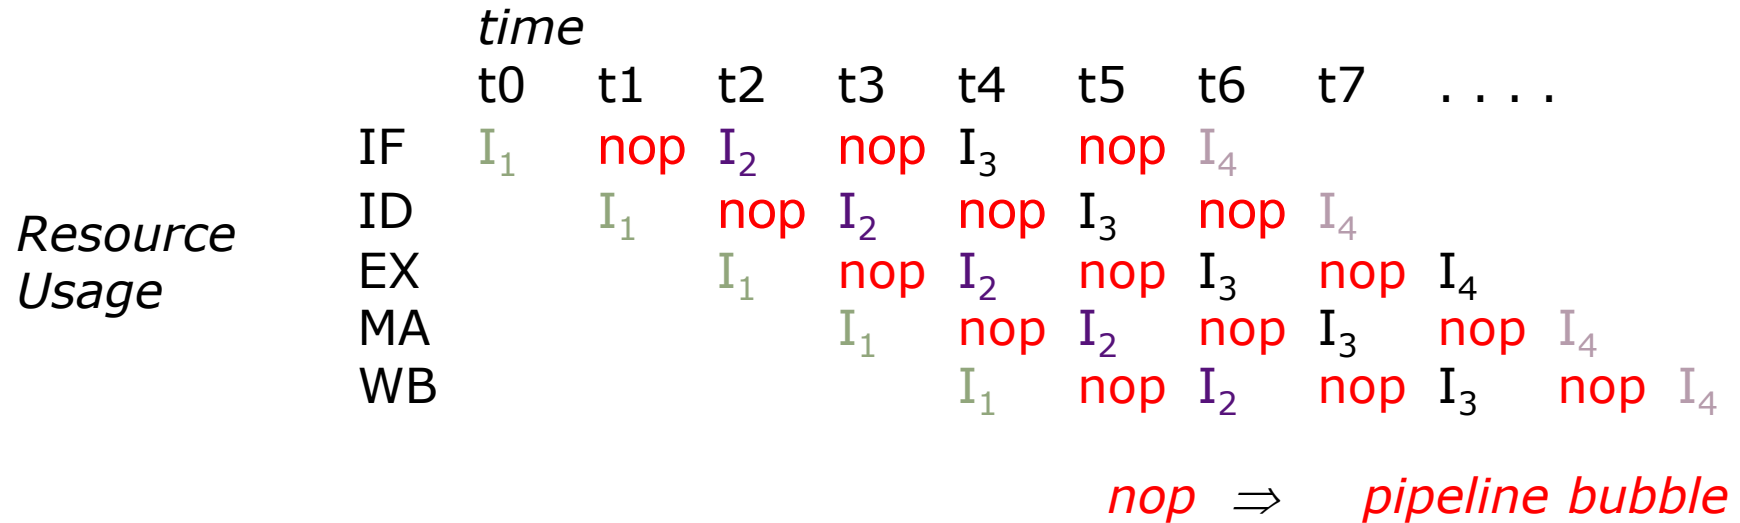 time
t0 t1 t2 t3 t4 t5 t6 t7 . . . .
IF I₁ nop I₂ nop I₃ nop I₄
ID I₁ nop I₂ nop I₃ nop I₄
Resource
Usage
EX I₁ nop I₂ nop I₃ nop I₄
MA I₁ nop I₂ nop I₃ nop I₄
WB I₁ nop I₂ nop I₃ nop I₄
nop ⇒ pipeline bubble